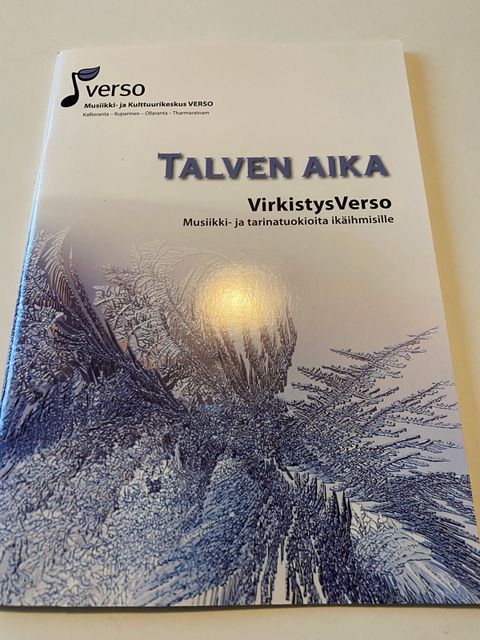 verso
Musiikki- ja Kulttuurikeskus VERSO
Kallioranta – Kuparinen – Ollaranta – Tharmaratnam
TALVEN AIKA
VirkistysVerso
Musiikki- ja tarinatuokioita ikäihmisille